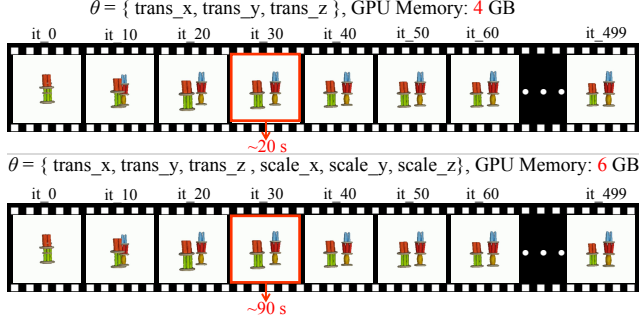 θ = { trans_x, trans_y, trans_z }, GPU Memory: 4 GB
it_0 it_10 it_20 it_30 it_40 it_50 it_60 it_499
~20 s
θ = { trans_x, trans_y, trans_z , scale_x, scale_y, scale_z}, GPU Memory: 6 GB
it_0 it_10 it_20 it_30 it_40 it_50 it_60 it_499
~90 s